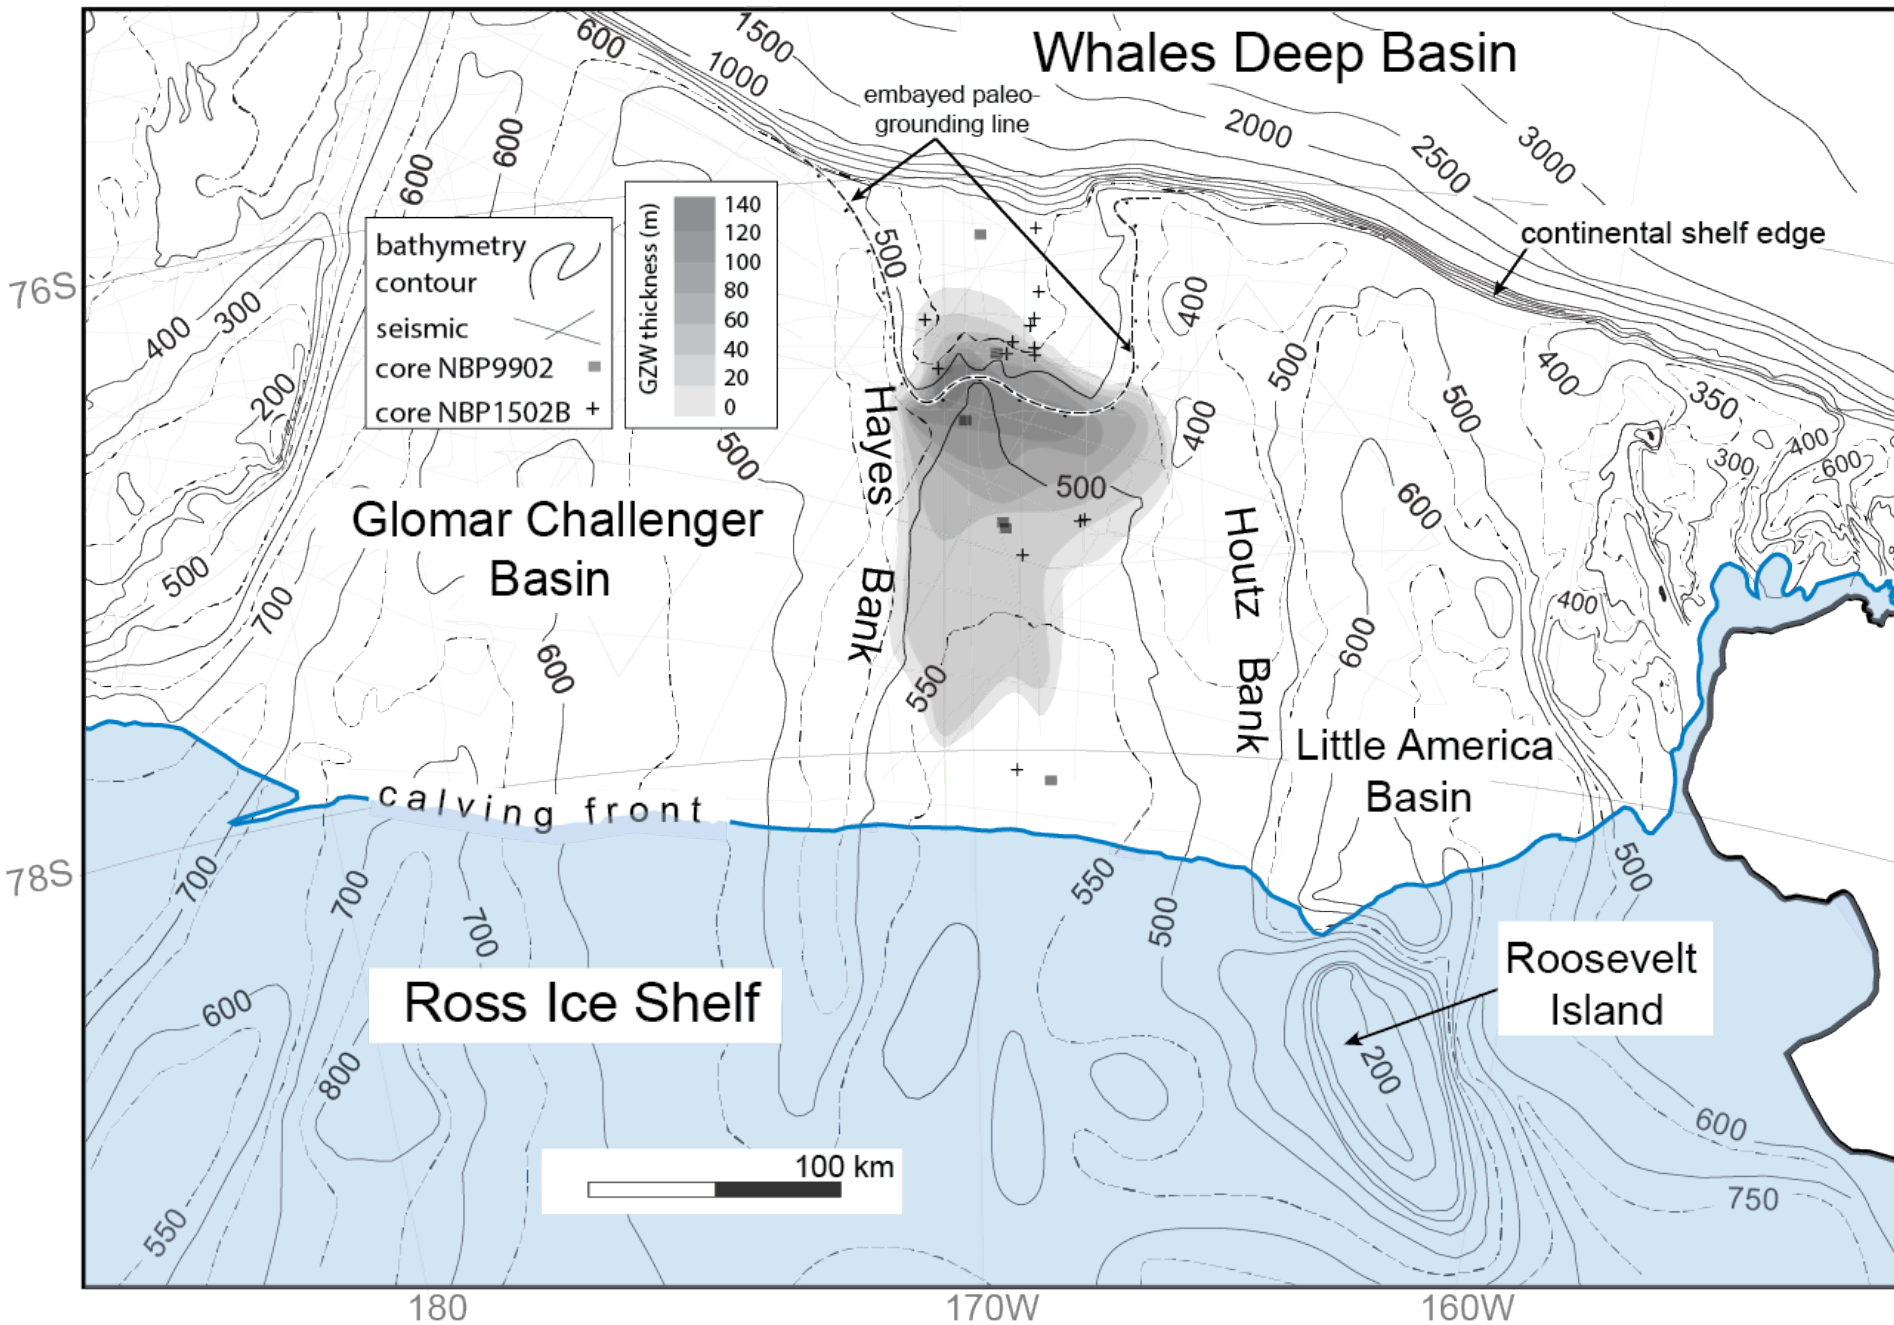 Whales Deep Basin
embayed paleo-
grounding line
continental shelf edge
600
1500
1000
2000
2500
3000
600
600
500
76S
400
300
200
bathymetry
contour
seismic
core NBP9902
core NBP1502B
GZW thickness (m)
140
120
100
80
60
40
20
0
400
500
400
350
400
300
600
500
400
500
500
600
Glomar Challenger
Basin
Hayes Bank
Houtz Bank
500
700
600
550
600
400
Little America
Basin
calving front
78S
700
700
700
550
500
500
Ross Ice Shelf
Roosevelt
Island
600
800
200
600
550
750
100 km
180
170W
160W